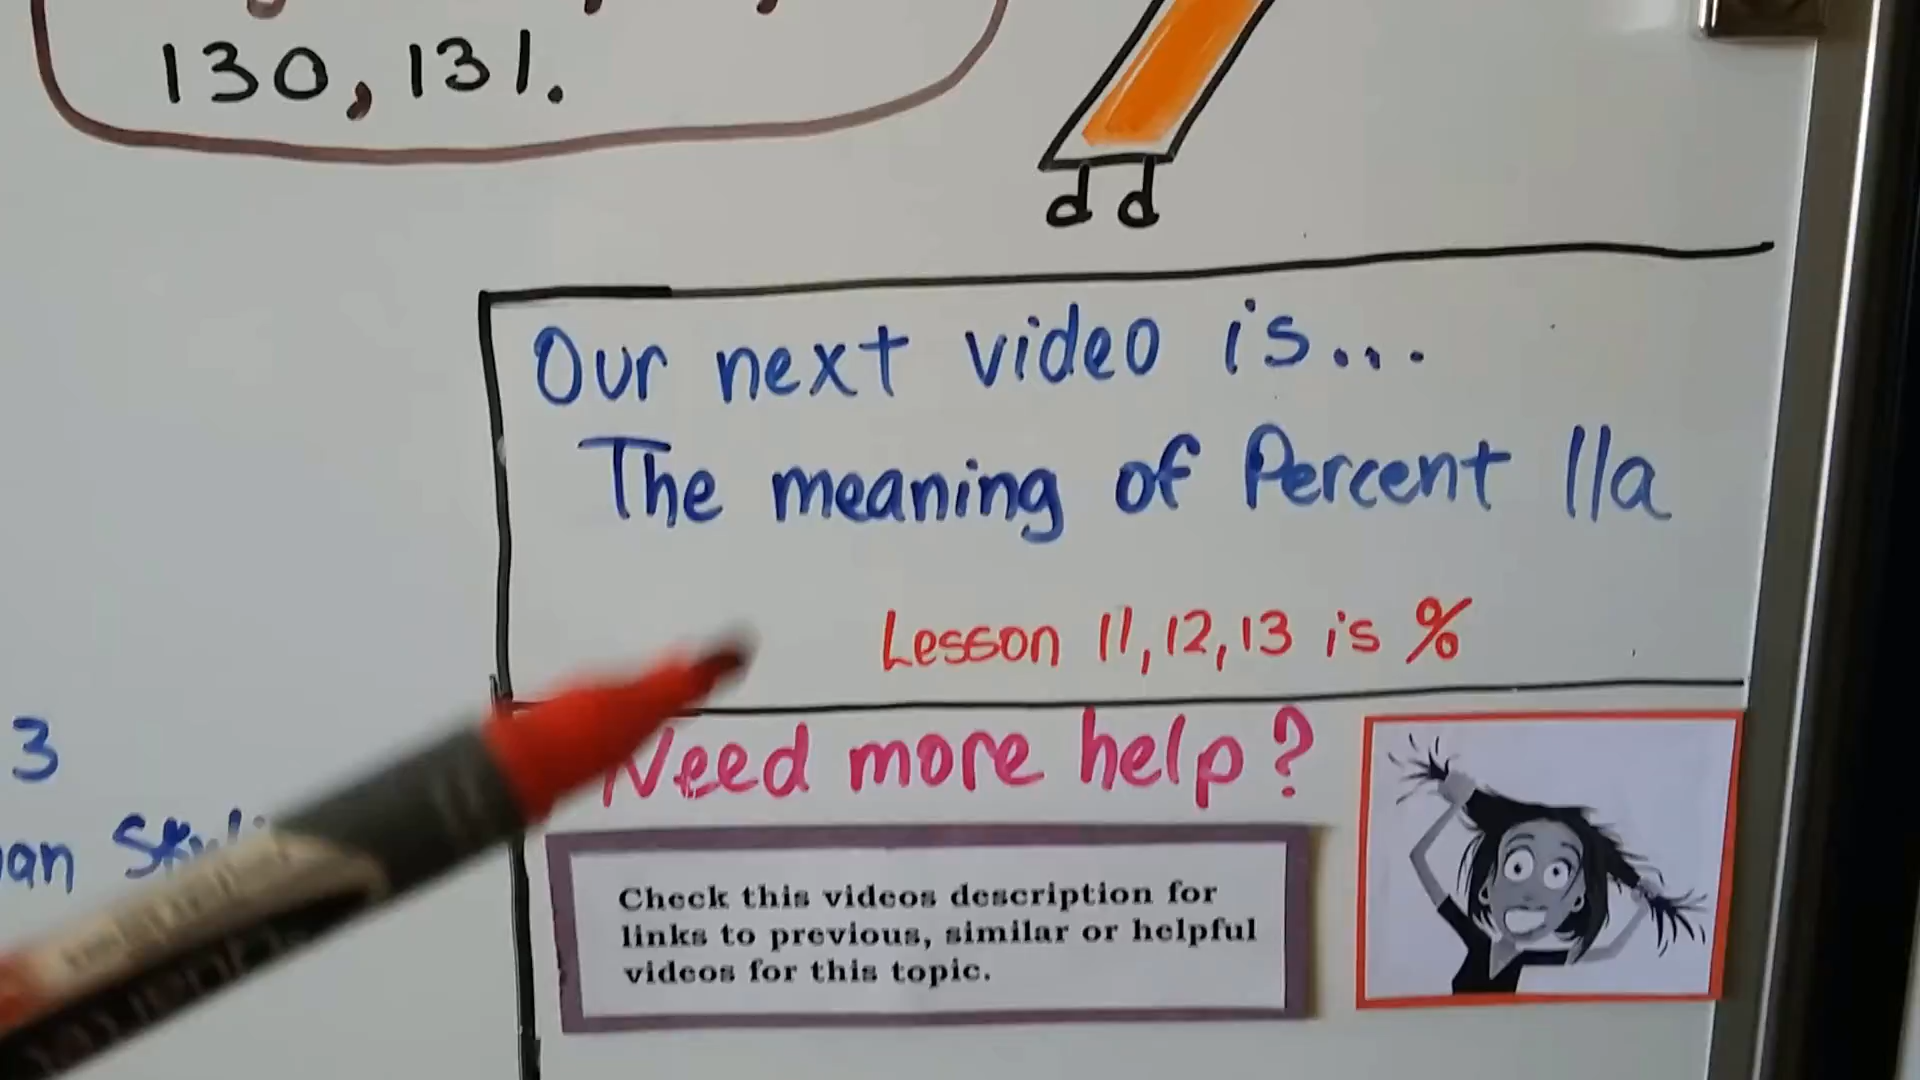 130, 131.
d d
Our next video is...
The meaning of Percent 11a
Lesson 11, 12, 13 is %
3
Need more help?
Check this videos description for
links to previous, similar or helpful
videos for this topic.